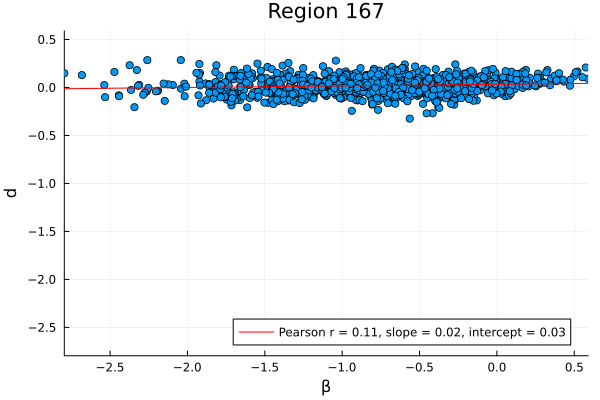 Region 167
0.5
0.0
−0.5
−1.0
−1.5
−2.0
−2.5
d
Pearson r = 0.11, slope = 0.02, intercept = 0.03
−2.5 −2.0 −1.5 −1.0 −0.5 0.0 0.5
β